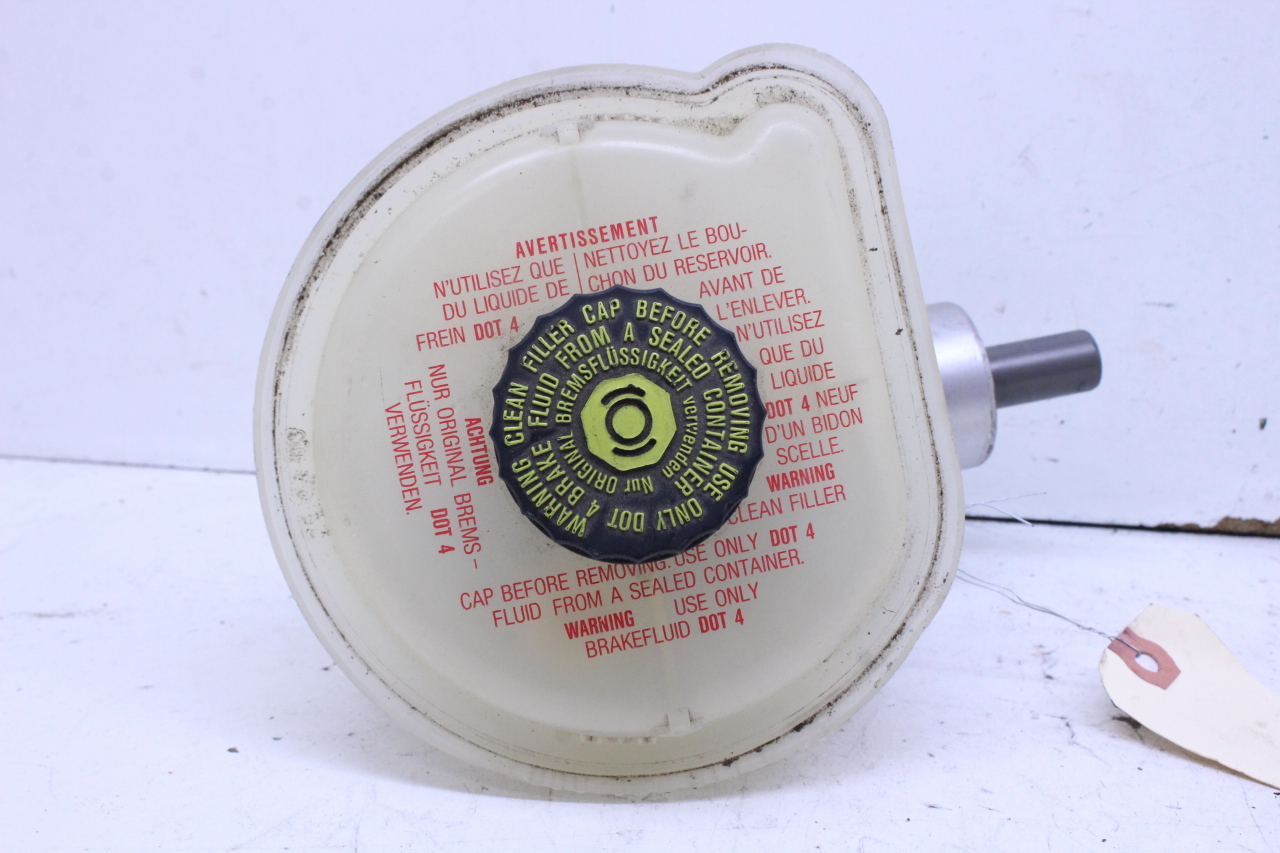 AVERTISSEMENT
N'UTILISEZ QUE
DU LIQUIDE DE
FREIN DOT 4
NETTOYEZ LE BOU-
CHON DU RESERVOIR.
AVANT DE
L'ENLEVER.
N'UTILISEZ
QUE DU
LIQUIDE
DOT 4 NEUF
D'UN BIDON
SCELLE.
WARNING
CLEAN FILLER
CAP BEFORE REMOVING. USE ONLY DOT 4
FLUID FROM A SEALED CONTAINER.
WARNING USE ONLY
BRAKEFLUID DOT 4
ACHTUNG
NUR ORIGINAL BREMS-
FLÜSSIGKEIT DOT 4
VERWENDEN.
WARNING CLEAN FILLER CAP BEFORE REMOVING USE ONLY DOT 4 BRAKE FLUID FROM A SEALED CONTAINER
Nur ORIGINAL BREMSFLÜSSIGKEIT verwenden